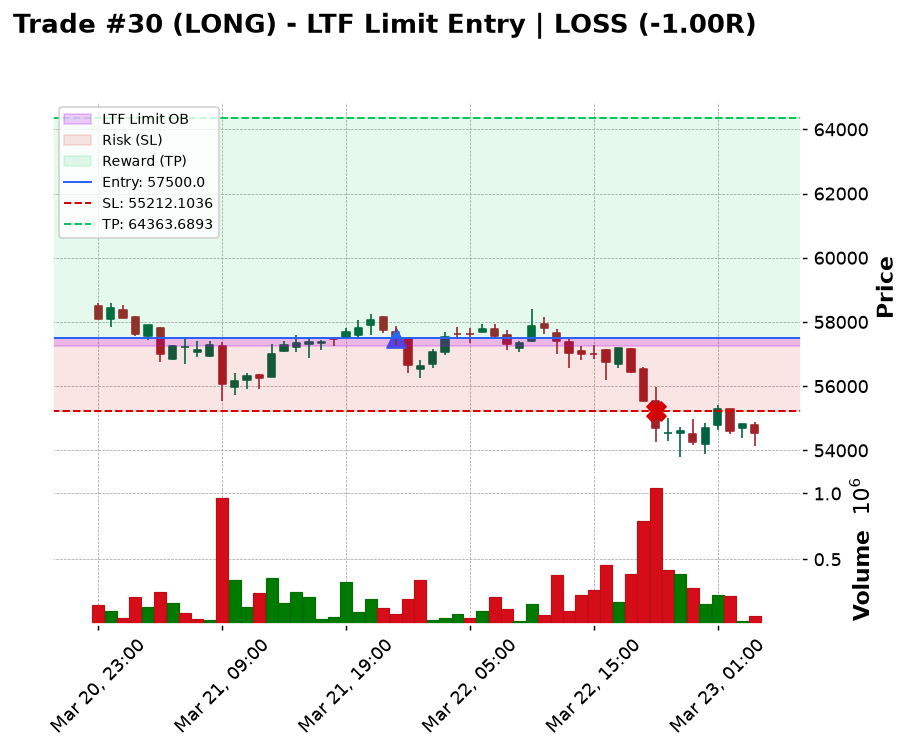 Trade #30 (LONG) - LTF Limit Entry | LOSS (-1.00R)
LTF Limit OB
Risk (SL)
Reward (TP)
Entry: 57500.0
SL: 55212.1036
TP: 64363.6893
64000
62000
60000
58000
56000
54000
Price
1.0
0.5
Volume 10^6
Mar 20, 23:00
Mar 21, 09:00
Mar 21, 19:00
Mar 22, 05:00
Mar 22, 15:00
Mar 23, 01:00